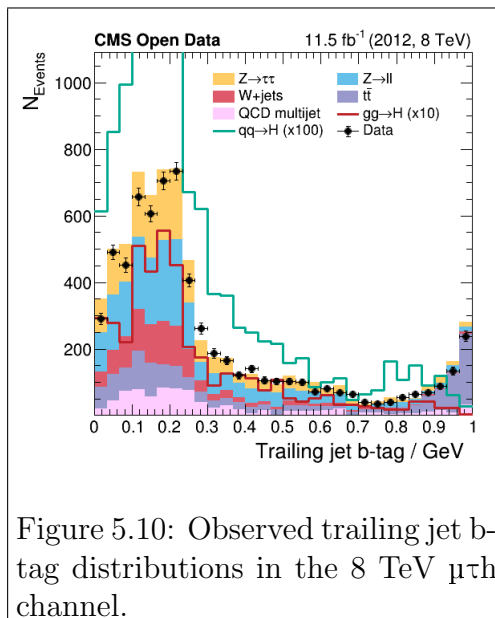 CMS Open Data 11.5 fb⁻¹ (2012, 8 TeV)
N_Events
Z→ττ Z→ll
W+jets tt̄
QCD multijet gg→H (x10)
qq→H (x100) Data
1000
800
600
400
200
0 0.1 0.2 0.3 0.4 0.5 0.6 0.7 0.8 0.9 1
Trailing jet b-tag / GeV
Figure 5.10: Observed trailing jet b-
tag distributions in the 8 TeV μτh
channel.